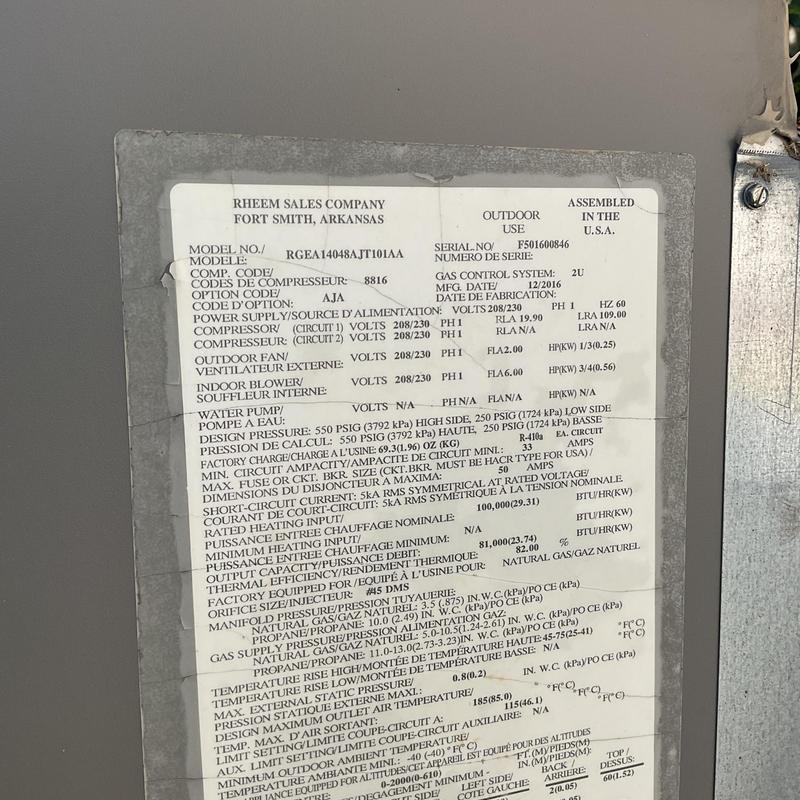 RHEEM SALES COMPANY
FORT SMITH, ARKANSAS
OUTDOOR
USE
ASSEMBLED
IN THE
U.S.A.
MODEL NO./ RGEA14048AJT101AA SERIAL.NO/ F501600846
MODELE: NUMERO DE SERIE:
COMP. CODE/
CODES DE COMPRESSEUR: 8816 GAS CONTROL SYSTEM: 2U
OPTION CODE/ AJA MFG. DATE/ 12/2016
CODE D'OPTION: DATE DE FABRICATION:
POWER SUPPLY/SOURCE D'ALIMENTATION: VOLTS 208/230 PH 1 HZ 60
COMPRESSOR/ (CIRCUIT 1) VOLTS 208/230 PH 1 RLA 19.90 LRA 109.00
COMPRESSEUR: (CIRCUIT 2) VOLTS 208/230 PH 1 RLA N/A LRA N/A
OUTDOOR FAN/ VOLTS 208/230 PH 1 FLA 2.00 HP(KW) 1/3(0.25)
VENTILATEUR EXTERNE:
INDOOR BLOWER/ VOLTS 208/230 PH 1 FLA 6.00 HP(KW) 3/4(0.56)
SOUFFLEUR INTERNE:
WATER PUMP/ VOLTS N/A PH N/A FLA N/A HP(KW) N/A
POMPE A EAU:
DESIGN PRESSURE: 550 PSIG (3792 kPa) HIGH SIDE, 250 PSIG (1724 kPa) LOW SIDE
PRESSION DE CALCUL: 550 PSIG (3792 kPa) HAUTE, 250 PSIG (1724 kPa) BASSE
FACTORY CHARGE/CHARGE A L'USINE: 69.3(1.96) OZ (KG) R-410a EA. CIRCUIT
MIN. CIRCUIT AMPACITY/AMPACITE DE CIRCUIT MINI.: 33 AMPS
MAX. FUSE OR CKT. BKR. SIZE (CKT.BKR. MUST BE HACR TYPE FOR USA)/
DIMENSIONS DU DISJONCTEUR A MAXIMA: 50 AMPS
SHORT-CIRCUIT CURRENT: 5kA RMS SYMMETRICAL AT RATED VOLTAGE/
COURANT DE COURT-CIRCUIT: 5kA RMS SYMÉTRIQUE À LA TENSION NOMINALE
RATED HEATING INPUT/ 100,000(29.31) BTU/HR(KW)
PUISSANCE ENTREE CHAUFFAGE NOMINALE:
MINIMUM HEATING INPUT/ N/A BTU/HR(KW)
PUISSANCE ENTREE CHAUFFAGE MINIMUM:
OUTPUT CAPACITY/PUISSANCE DEBIT: 81,000(23.74) BTU/HR(KW)
THERMAL EFFICIENCY/RENDEMENT THERMIQUE: 82.00 %
FACTORY EQUIPPED FOR /EQUIPÉ À L'USINE POUR: NATURAL GAS/GAZ NATUREL
ORIFICE SIZE/INJECTEUR: #45 DMS
MANIFOLD PRESSURE/PRESSION TUYAUERIE:
NATURAL GAS/GAZ NATUREL: 3.5 (.875) IN. W.C. (kPa)/PO CE (kPa)
PROPANE/PROPANE: 10.0 (2.49) IN. W.C. (kPa)/PO CE (kPa)
GAS SUPPLY PRESSURE/PRESSION ALIMENTATION GAZ:
NATURAL GAS/GAZ NATUREL: 5.0-10.5(1.24-2.61) IN. W.C. (kPa)/PO CE (kPa)
PROPANE/PROPANE: 11.0-13.0(2.73-3.23)IN. W.C. (kPa)/PO CE (kPa)
TEMPERATURE RISE HIGH/MONTÉE DE TEMPÉRATURE HAUTE: 45-75(25-41) °F(°C)
TEMPERATURE RISE LOW/MONTÉE DE TEMPÉRATURE BASSE: N/A °F(°C)
MAX. EXTERNAL STATIC PRESSURE/ 0.8(0.2) IN. W.C. (kPa)/PO CE (kPa)
PRESSION STATIQUE EXTERNE MAXI.:
DESIGN MAXIMUM OUTLET AIR TEMPERATURE/ 185(85.0) °F(°C)
TEMP. MAX. D'AIR SORTANT:
LIMIT SETTING/LIMITE COUPE-CIRCUIT A: 115(46.1) °F(°C)
AUX. LIMIT SETTING/LIMITE COUPE-CIRCUIT AUXILIAIRE: N/A °F(°C)
MINIMUM OUTDOOR AMBIENT TEMPERATURE/
TEMPERATURE AMBIANTE MINI.: -40 (-40) °F(°C)
APPLIANCE EQUIPPED FOR ALTITUDES/CET APPAREIL EST EQUIPÉ POUR DES ALTITUDES
0-2000(0-610) FT. (M)/PIEDS(M)
DEGAGEMENT MINIMUM - IN.(M)/PIEDS(M):
SIDE/ LEFT SIDE/ BACK / TOP /
COTE GAUCHE: ARRIERE: DESSUS:
2(0.05) 60(1.52)